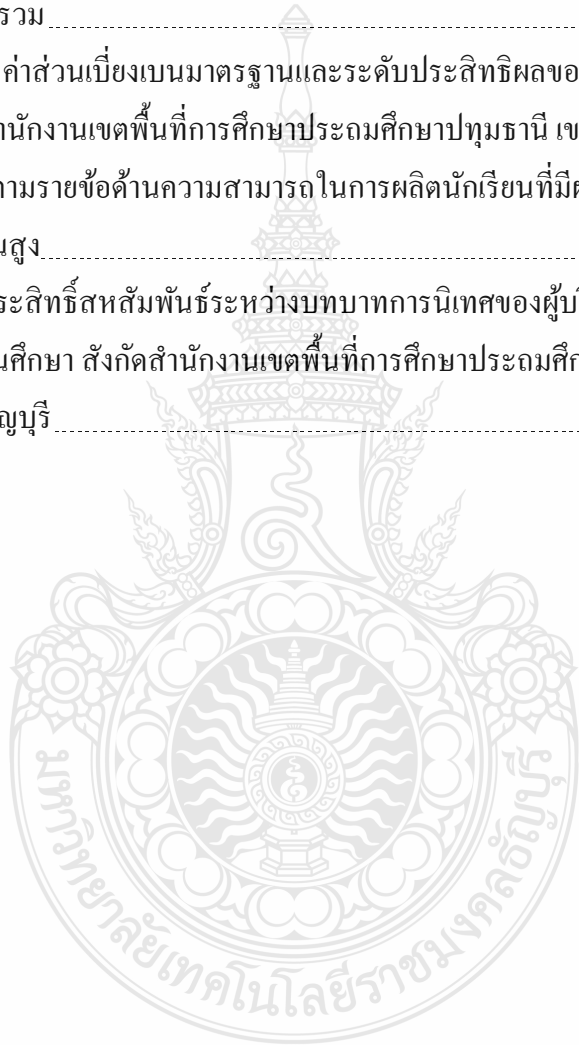 รวม
ค่าส่วนเบี่ยงเบนมาตรฐานและระดับประสิทธิผลขอ
านักงานเขตพื้นที่การศึกษาประถมศึกษาปทุมธานี เข
ามรายข้อด้านความสามารถในการผลิตนักเรียนที่มีผ
นสูง
ระสิทธิ์สหสัมพันธ์ระหว่างบทบาทการนิเทศของผู้บริ
นศึกษา สังกัดสำนักงานเขตพื้นที่การศึกษาประถมศึก
ญบุรี
มหาวิทยาลัยเทคโนโลยีราชมงคลธัญบุรี